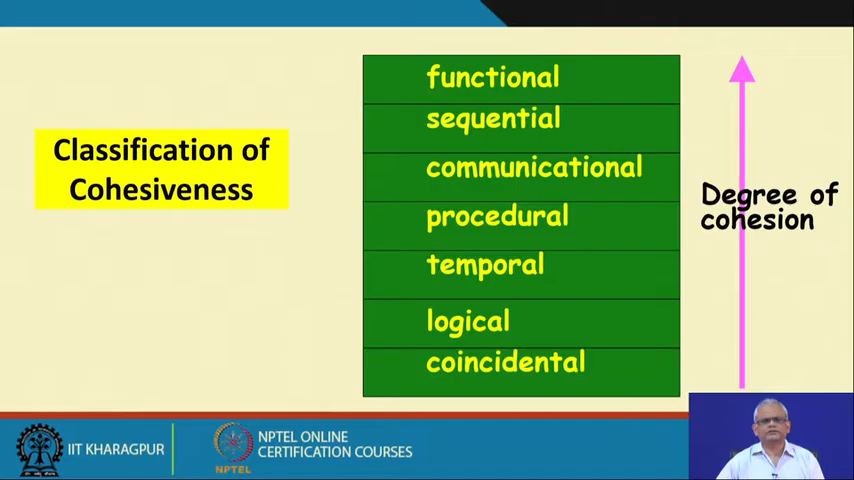 Classification of
Cohesiveness
functional
sequential
communicational
procedural
temporal
logical
coincidental
Degree of
cohesion
IIT KHARAGPUR
NPTEL
NPTEL ONLINE
CERTIFICATION COURSES